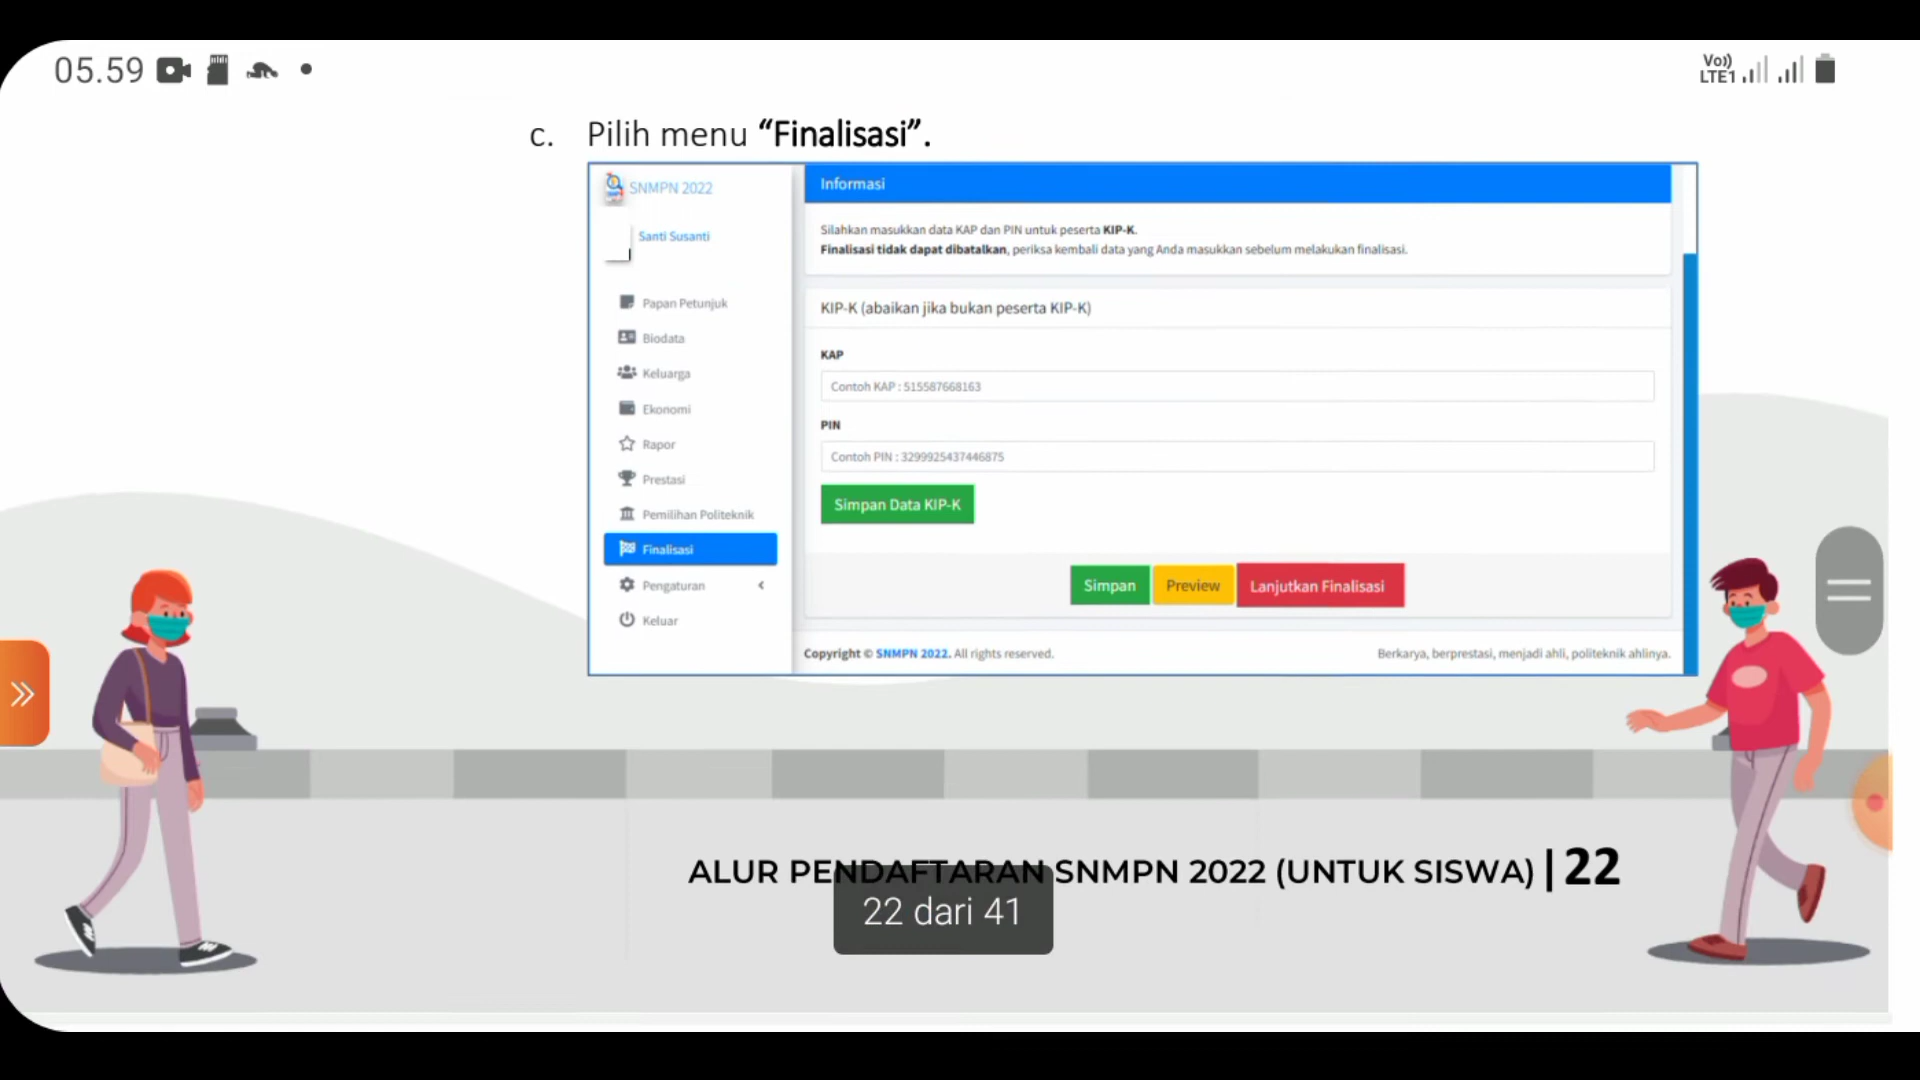 05.59
Vo))
LTE1
c. Pilih menu “Finalisasi”.
SNMPN 2022
Santi Susanti
Papan Petunjuk
Biodata
Keluarga
Ekonomi
Rapor
Prestasi
Pemilihan Politeknik
Finalisasi
Pengaturan
Keluar
Informasi
Silahkan masukkan data KAP dan PIN untuk peserta KIP-K.
Finalisasi tidak dapat dibatalkan, periksa kembali data yang Anda masukkan sebelum melakukan finalisasi.
KIP-K (abaikan jika bukan peserta KIP-K)
KAP
Contoh KAP : 515587668163
PIN
Contoh PIN : 3299925437446875
Simpan Data KIP-K
Simpan Preview Lanjutkan Finalisasi
Copyright © SNMPN 2022. All rights reserved. Berkarya, berprestasi, menjadi ahli, politeknik ahlinya.
ALUR PENDAFTARAN SNMPN 2022 (UNTUK SISWA) | 22
22 dari 41